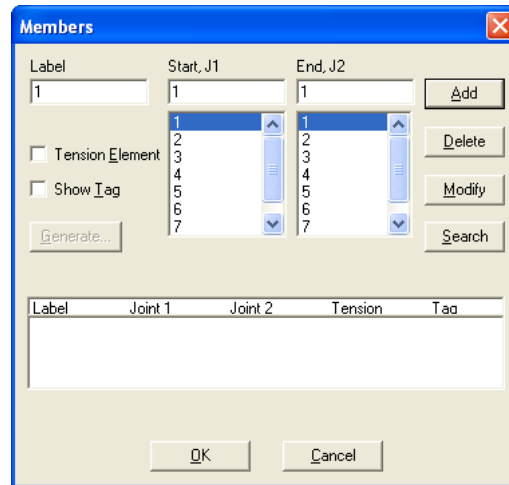 Members
Label Start, J1 End, J2
1 1 1 Add
1 1
2 2 Delete
Tension Element 3 3
4 4
Show Tag 5 5 Modify
6 6
Generate... 7 7 Search
Label Joint 1 Joint 2 Tension Tag
OK Cancel